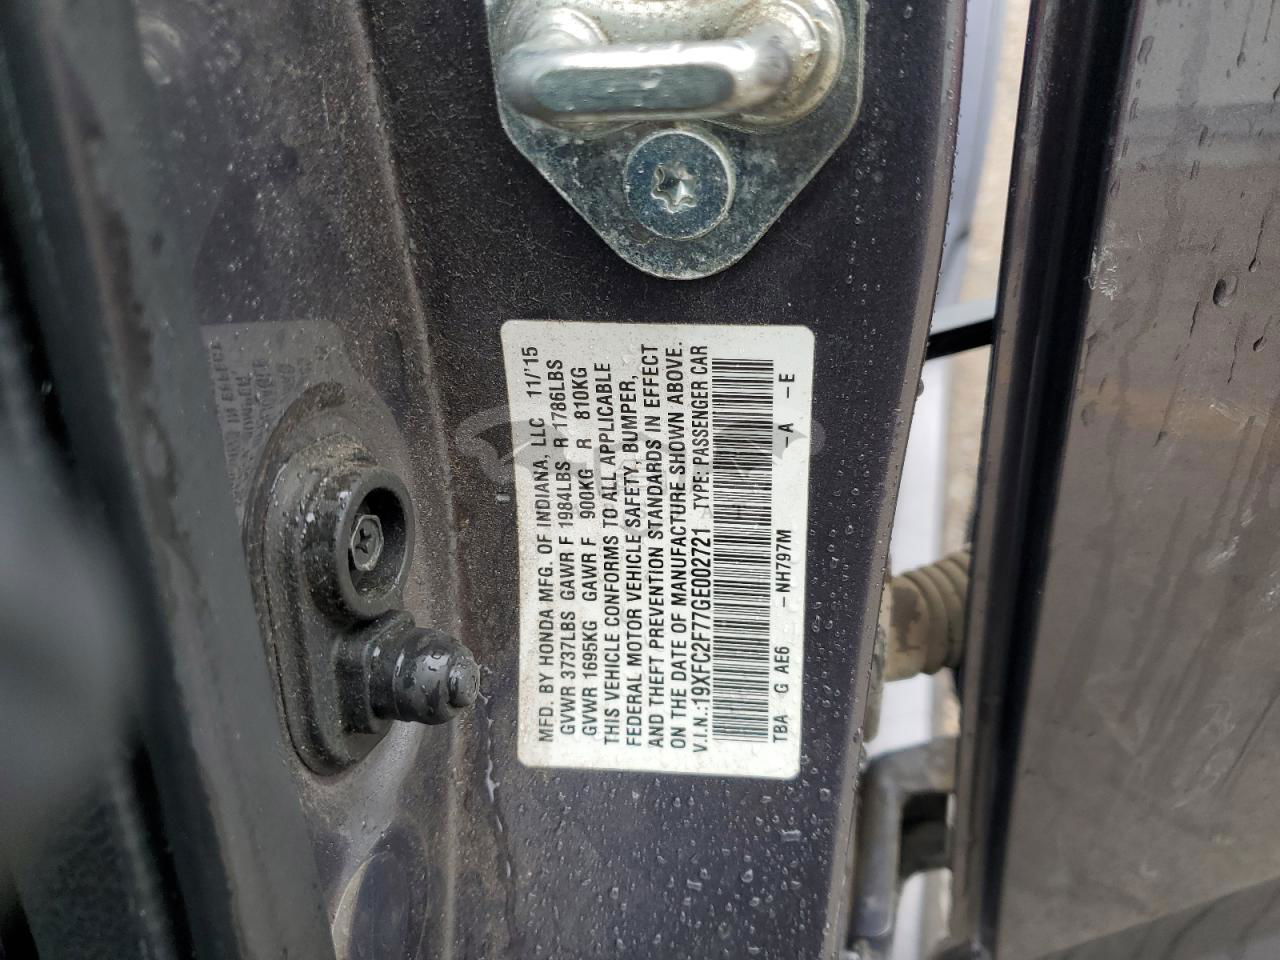 MFD. BY HONDA MFG. OF INDIANA, LLC 11/'15
GVWR 3737LBS GAWR F 1984LBS R 1786LBS
GVWR 1695KG GAWR F 900KG R 810KG
THIS VEHICLE CONFORMS TO ALL APPLICABLE
FEDERAL MOTOR VEHICLE SAFETY, BUMPER,
AND THEFT PREVENTION STANDARDS IN EFFECT
ON THE DATE OF MANUFACTURE SHOWN ABOVE.
V.I.N.:19XFC2F77GE002721 TYPE: PASSENGER CAR
TBA G AE6 -NH797M -A -E